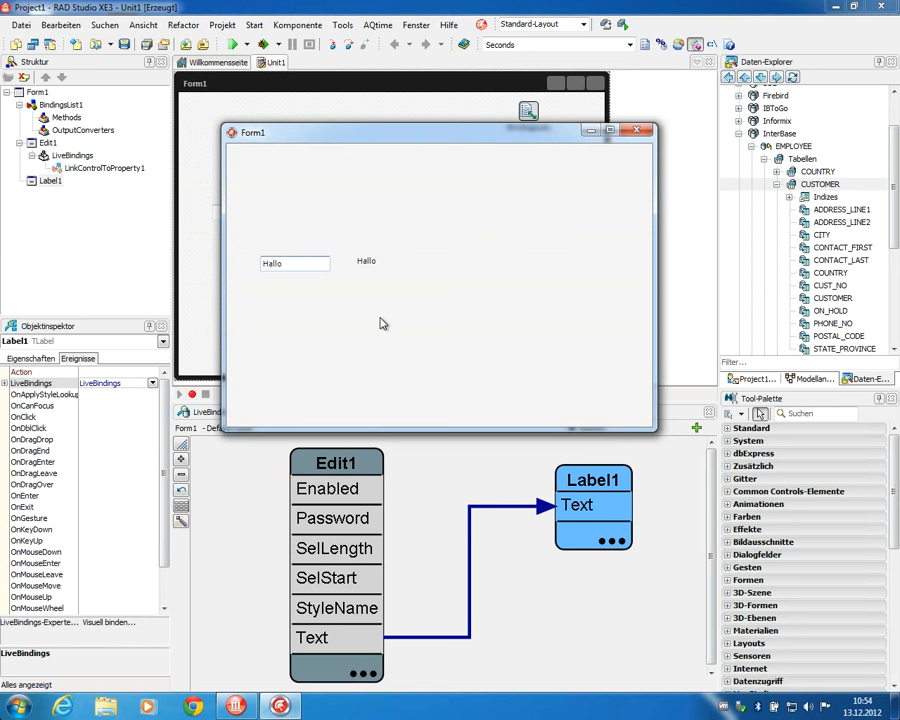 Project1 - RAD Studio XE3 - Unit1 [Erzeugt]
Datei Bearbeiten Suchen Ansicht Refactor Projekt Start Komponente Tools AQtime Fenster Hilfe Standard-Layout
Seconds
Struktur
Form1
BindingsList1
Methods
OutputConverters
Edit1
LiveBindings
LinkControlToProperty1
Label1
Willkommensseite Unit1
Form1
Form1
Hallo Hallo
Daten-Explorer
Firebird
IBToGo
Informix
InterBase
EMPLOYEE
Tabellen
COUNTRY
CUSTOMER
Indizes
ADDRESS_LINE1
ADDRESS_LINE2
CITY
CONTACT_FIRST
CONTACT_LAST
COUNTRY
CUST_NO
CUSTOMER
ON_HOLD
PHONE_NO
POSTAL_CODE
STATE_PROVINCE
Filter...
Project1... Modellan... Daten-E...
Objektinspektor
Label1 TLabel
Eigenschaften Ereignisse
Action
LiveBindings LiveBindings
OnApplyStyleLookup
OnCanFocus
OnClick
OnDblClick
OnDragDrop
OnDragEnd
OnDragEnter
OnDragLeave
OnDragOver
OnEnter
OnExit
OnGesture
OnKeyDown
OnKeyUp
OnMouseDown
OnMouseEnter
OnMouseLeave
OnMouseMove
OnMouseUp
OnMouseWheel
LiveBindings-Experte... Visuell binden...
LiveBindings
Alles angezeigt
LiveBind
Form1 - De
Edit1
Enabled
Password
SelLength
SelStart
StyleName
Text
Label1
Text
Tool-Palette
Suchen
Standard
System
dbExpress
Zusätzlich
Gitter
Common Controls-Elemente
Animationen
Farben
Effekte
Bildausschnitte
Dialogfelder
Gesten
Formen
3D-Szene
3D-Formen
3D-Ebenen
Materialien
Layouts
Sensoren
Internet
Datenzugriff
10:54
13.12.2012